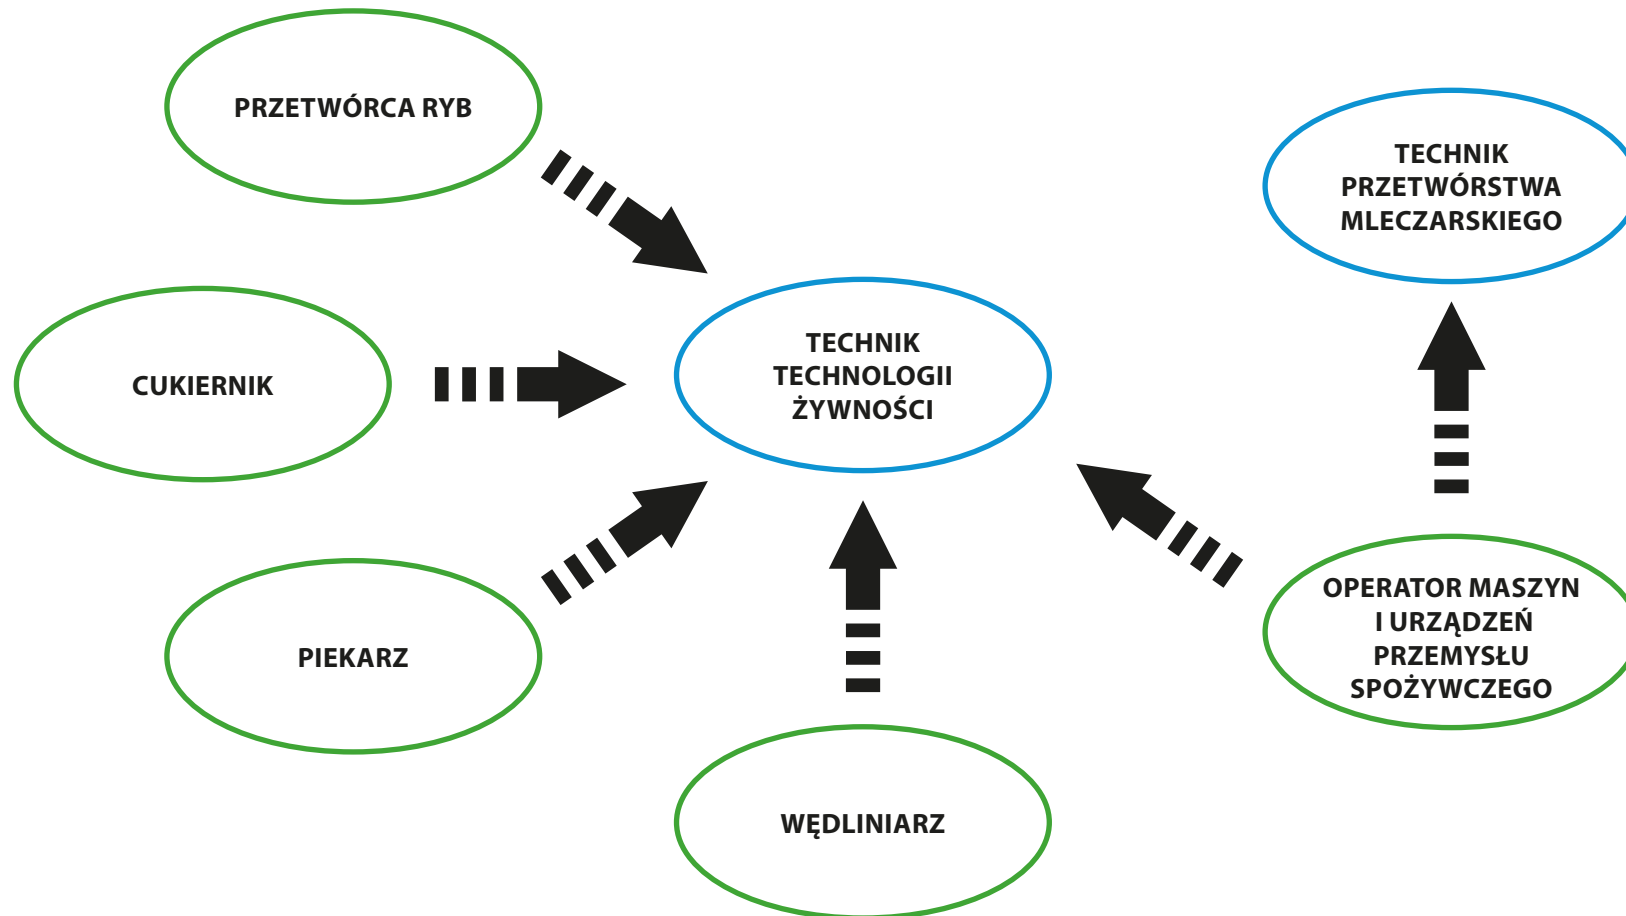 PRZETWÓRCA RYB
TECHNIK
PRZETWÓRSTWA
MLECZARSKIEGO
CUKIERNIK
TECHNIK
TECHNOLOGII
ŻYWNOŚCI
PIEKARZ
OPERATOR MASZYN
I URZĄDZEŃ
PRZEMYSŁU
SPOŻYWCZEGO
WĘDLINIARZ